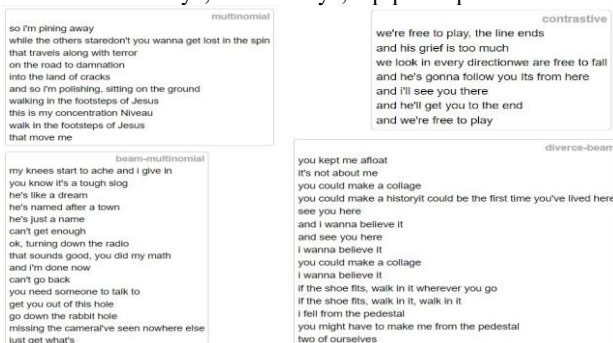 multinomial
so i'm pining away
while the others staredon't you wanna get lost in the spin
that travels along with terror
on the road to damnation
into the land of cracks
and so i'm polishing, sitting on the ground
walking in the footsteps of Jesus
this is my concentration Niveau
walk in the footsteps of Jesus
that move me
contrastive
we're free to play, the line ends
and his grief is too much
we look in every directionwe are free to fall
and he's gonna follow you its from here
and i'll see you there
and he'll get you to the end
and we're free to play
beam-multinomial
my knees start to ache and i give in
you know it's a tough slog
he's like a dream
he's named after a town
he's just a name
can't get enough
ok, turning down the radio
that sounds good, you did my math
and i'm done now
can't go back
you need someone to talk to
get you out of this hole
go down the rabbit hole
missing the camerai've seen nowhere else
just get what's
diverce-beam
you kept me afloat
it's not about me
you could make a collage
you could make a historyit could be the first time you've lived here
see you here
and i wanna believe it
and see you here
i wanna believe it
you could make a collage
i wanna believe it
if the shoe fits, walk in it wherever you go
if the shoe fits, walk in it, walk in it
i fell from the pedestal
you might have to make me from the pedestal
two of ourselves